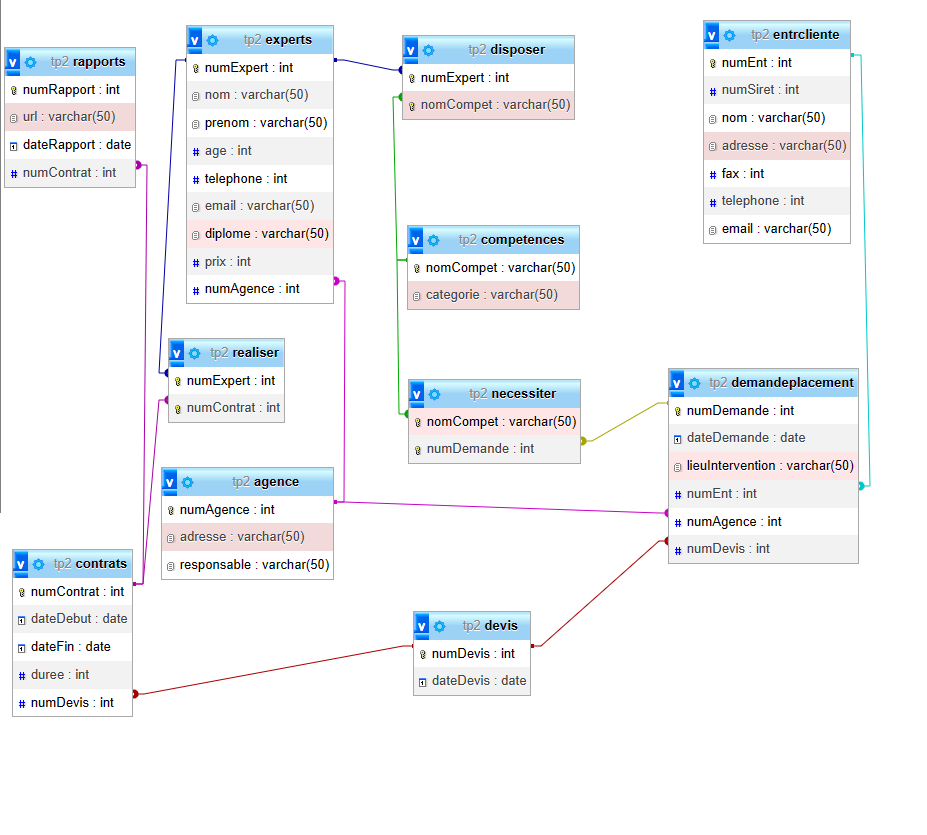 v tp2 rapports
numRapport : int
url : varchar(50)
dateRapport : date
numContrat : int
v tp2 experts
numExpert : int
nom : varchar(50)
prenom : varchar(50)
age : int
telephone : int
email : varchar(50)
diplome : varchar(50)
prix : int
numAgence : int
v tp2 disposer
numExpert : int
nomCompet : varchar(50)
v tp2 entrcliente
numEnt : int
numSiret : int
nom : varchar(50)
adresse : varchar(50)
fax : int
telephone : int
email : varchar(50)
v tp2 competences
nomCompet : varchar(50)
categorie : varchar(50)
v tp2 realiser
numExpert : int
numContrat : int
v tp2 necessiter
nomCompet : varchar(50)
numDemande : int
v tp2 demandeplacement
numDemande : int
dateDemande : date
lieuIntervention : varchar(50)
numEnt : int
numAgence : int
numDevis : int
v tp2 agence
numAgence : int
adresse : varchar(50)
responsable : varchar(50)
v tp2 contrats
numContrat : int
dateDebut : date
dateFin : date
duree : int
numDevis : int
v tp2 devis
numDevis : int
dateDevis : date